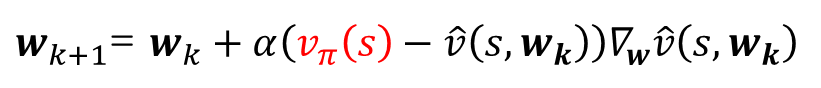 𝒘ₖ₊₁= 𝒘ₖ + α(v_π(s) − v̂(s, 𝒘ₖ))∇_𝒘 v̂(s, 𝒘ₖ)